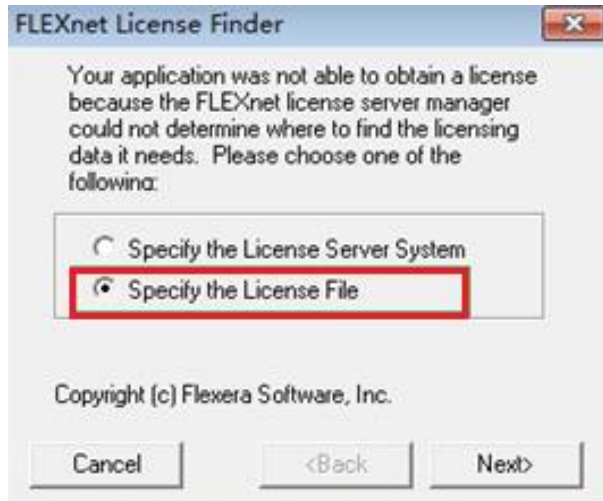 FLEXnet License Finder
Your application was not able to obtain a license
because the FLEXnet license server manager
could not determine where to find the licensing
data it needs.  Please choose one of the
following:
Specify the License Server System
Specify the License File
Copyright (c) Flexera Software, Inc.
Cancel
<Back
Next>